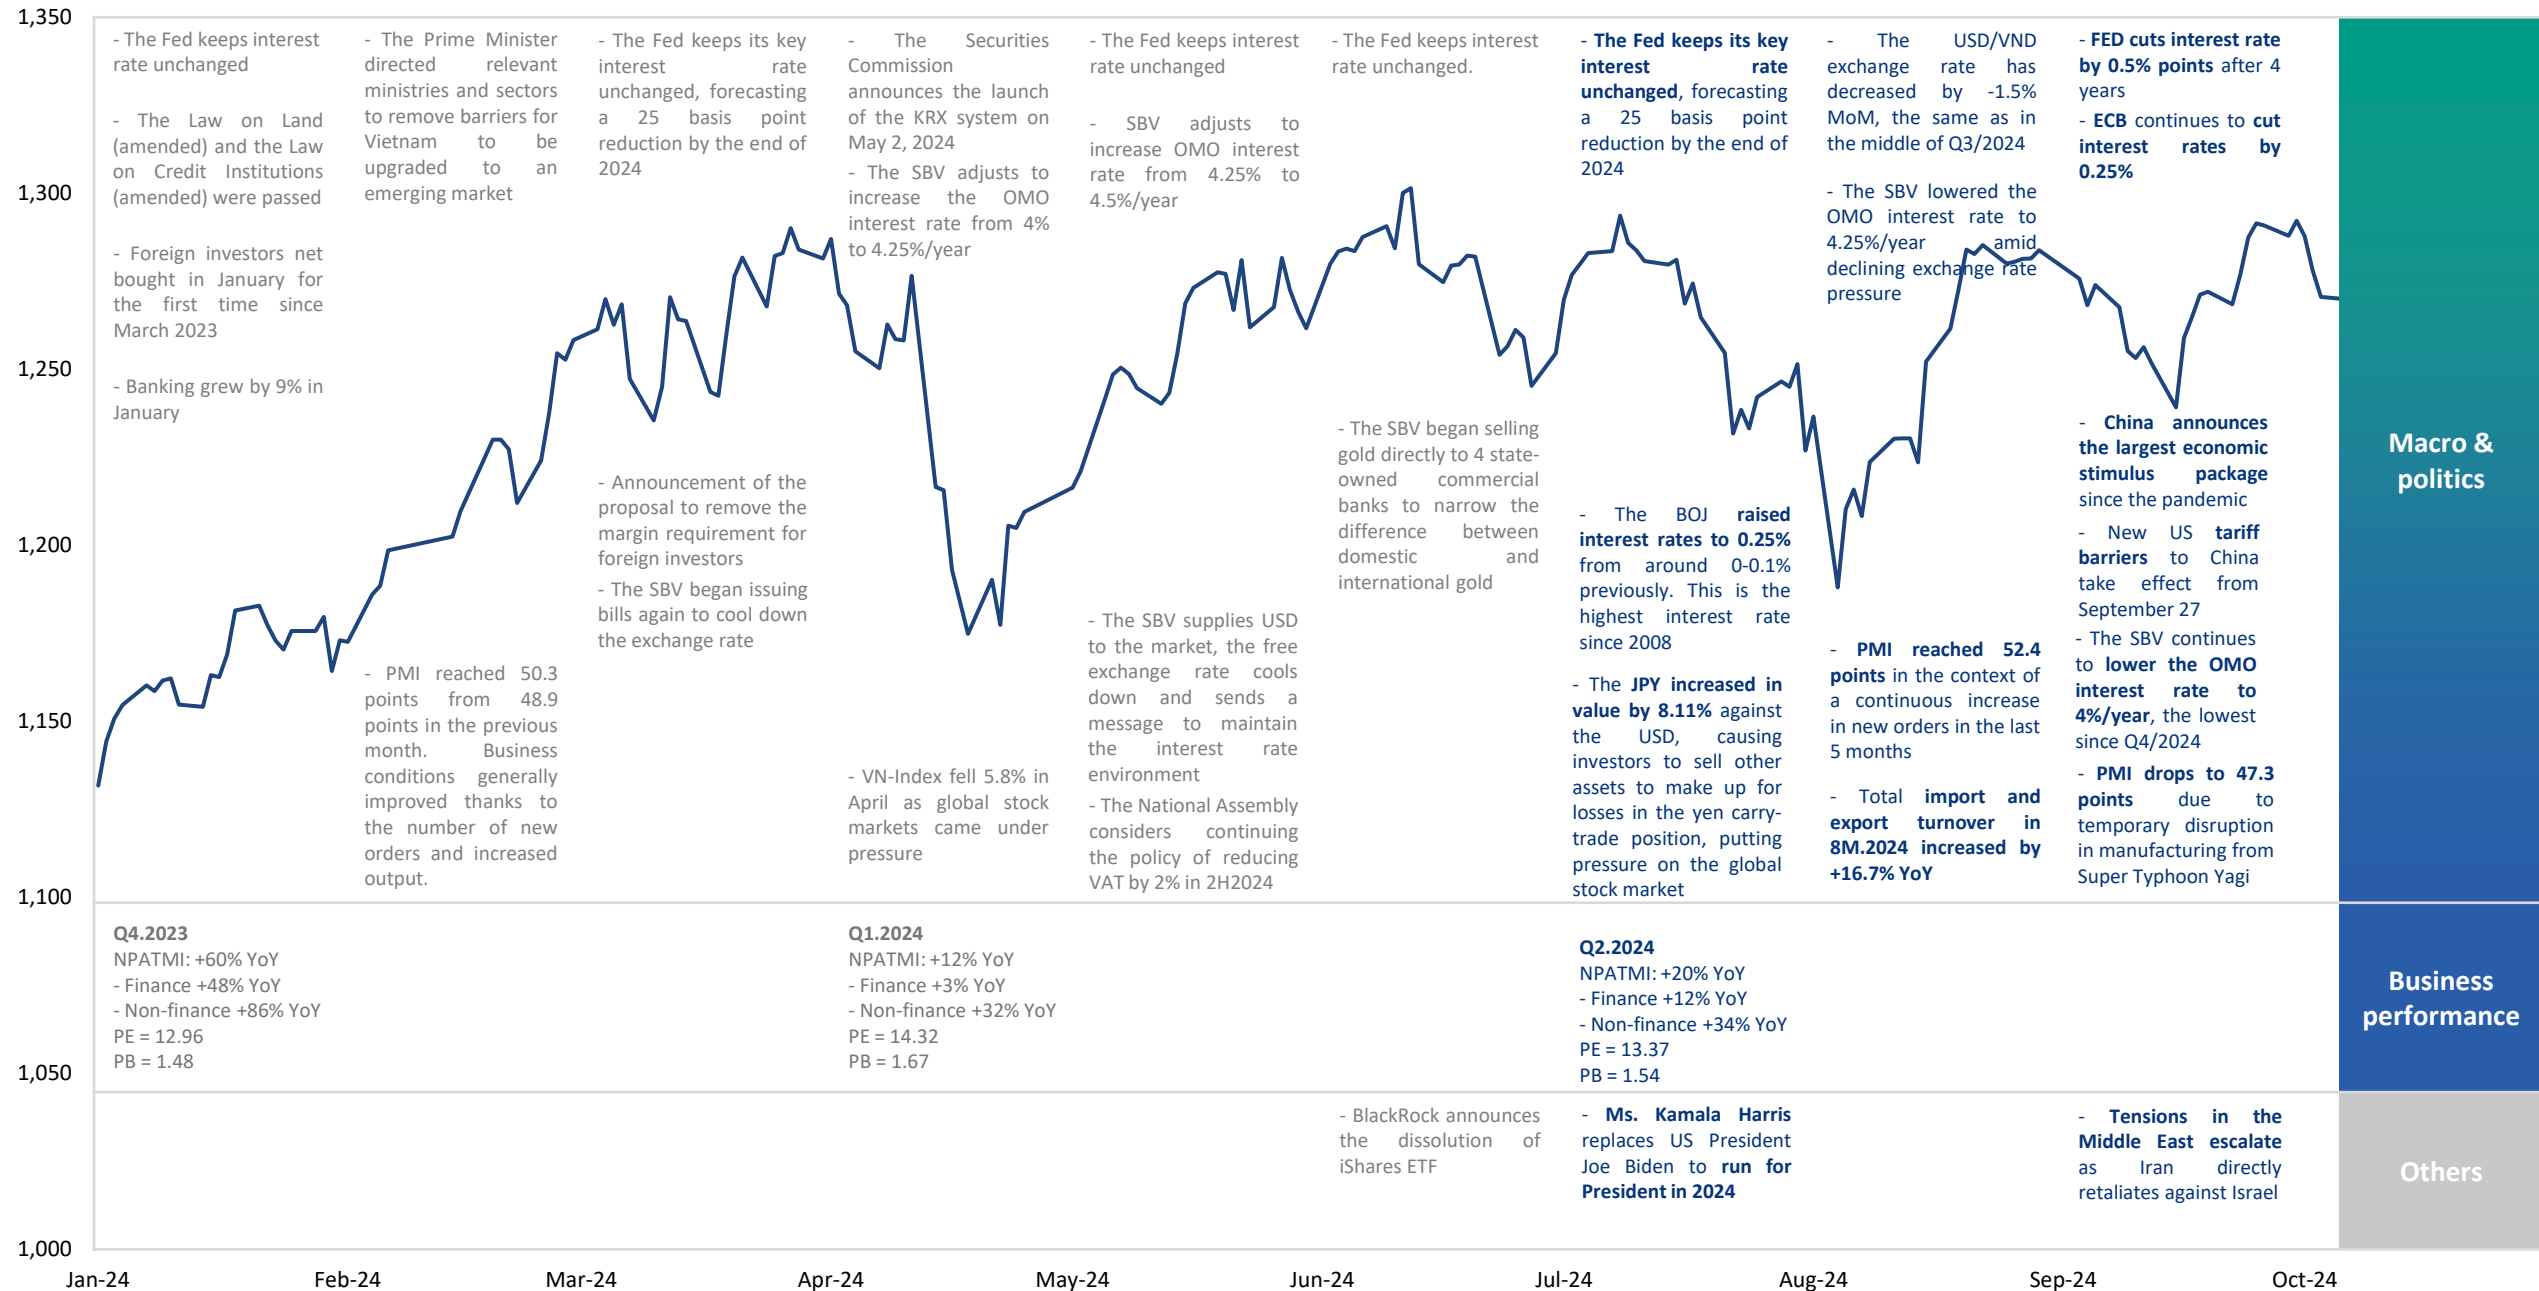 1,350
1,300
1,250
1,200
1,150
1,100
1,050
1,000
- The Fed keeps interest
rate unchanged
- The Law on Land
(amended) and the Law
on Credit Institutions
(amended) were passed
- Foreign investors net
bought in January for
the first time since
March 2023
- Banking grew by 9% in
January
- The Prime Minister
directed relevant
ministries and sectors
to remove barriers for
Vietnam to be
upgraded to an
emerging market
- PMI reached 50.3
points from 48.9
points in the previous
month. Business
conditions generally
improved thanks to
the number of new
orders and increased
output.
- The Fed keeps its key
interest rate
unchanged, forecasting
a 25 basis point
reduction by the end of
2024
- Announcement of the
proposal to remove the
margin requirement for
foreign investors
- The SBV began issuing
bills again to cool down
the exchange rate
- The Securities
Commission
announces the launch
of the KRX system on
May 2, 2024
- The SBV adjusts to
increase the OMO
interest rate from 4%
to 4.25%/year
- VN-Index fell 5.8% in
April as global stock
markets came under
pressure
- The Fed keeps interest
rate unchanged
- SBV adjusts to
increase OMO interest
rate from 4.25% to
4.5%/year
- The SBV supplies USD
to the market, the free
exchange rate cools
down and sends a
message to maintain
the interest rate
environment
- The National Assembly
considers continuing
the policy of reducing
VAT by 2% in 2H2024
- The Fed keeps interest
rate unchanged.
- The SBV began selling
gold directly to 4 state-
owned commercial
banks to narrow the
difference between
domestic and
international gold
- The Fed keeps its key
interest rate
unchanged, forecasting
a 25 basis point
reduction by the end of
2024
- The BOJ raised
interest rates to 0.25%
from around 0-0.1%
previously. This is the
highest interest rate
since 2008
- The JPY increased in
value by 8.11% against
the USD, causing
investors to sell other
assets to make up for
losses in the yen carry-
trade position, putting
pressure on the global
stock market
- The USD/VND
exchange rate has
decreased by -1.5%
MoM, the same as in
the middle of Q3/2024
- The SBV lowered the
OMO interest rate to
4.25%/year amid
declining exchange rate
pressure
- PMI reached 52.4
points in the context of
a continuous increase
in new orders in the last
5 months
- Total import and
export turnover in
8M.2024 increased by
+16.7% YoY
- FED cuts interest rate
by 0.5% points after 4
years
- ECB continues to cut
interest rates by
0.25%
- China announces
the largest economic
stimulus package
since the pandemic
- New US tariff
barriers to China
take effect from
September 27
- The SBV continues
to lower the OMO
interest rate to
4%/year, the lowest
since Q4/2024
- PMI drops to 47.3
points due to
temporary disruption
in manufacturing from
Super Typhoon Yagi
Macro &
politics
Q4.2023
NPATMI: +60% YoY
- Finance +48% YoY
- Non-finance +86% YoY
PE = 12.96
PB = 1.48
Q1.2024
NPATMI: +12% YoY
- Finance +3% YoY
- Non-finance +32% YoY
PE = 14.32
PB = 1.67
Q2.2024
NPATMI: +20% YoY
- Finance +12% YoY
- Non-finance +34% YoY
PE = 13.37
PB = 1.54
Business
performance
- BlackRock announces
the dissolution of
iShares ETF
- Ms. Kamala Harris
replaces US President
Joe Biden to run for
President in 2024
- Tensions in the
Middle East escalate
as Iran directly
retaliates against Israel
Others
Jan-24
Feb-24
Mar-24
Apr-24
May-24
Jun-24
Jul-24
Aug-24
Sep-24
Oct-24